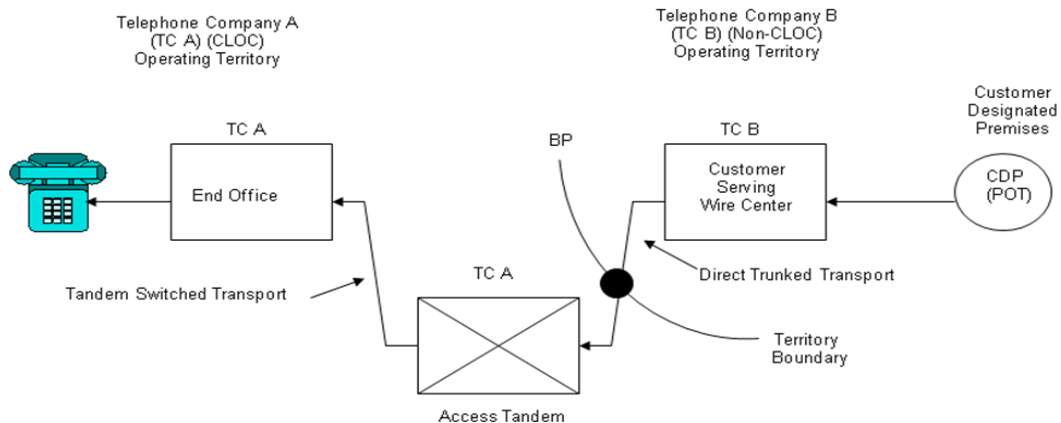 Telephone Company A
(TC A) (CLOC)
Operating Territory
Telephone Company B
(TC B) (Non-CLOC)
Operating Territory
Customer
Designated
Premises
TC A
BP
TC B
End Office
Customer
Serving
Wire Center
CDP
(POT)
TC A
Direct Trunked Transport
Tandem Switched Transport
Territory
Boundary
Access Tandem